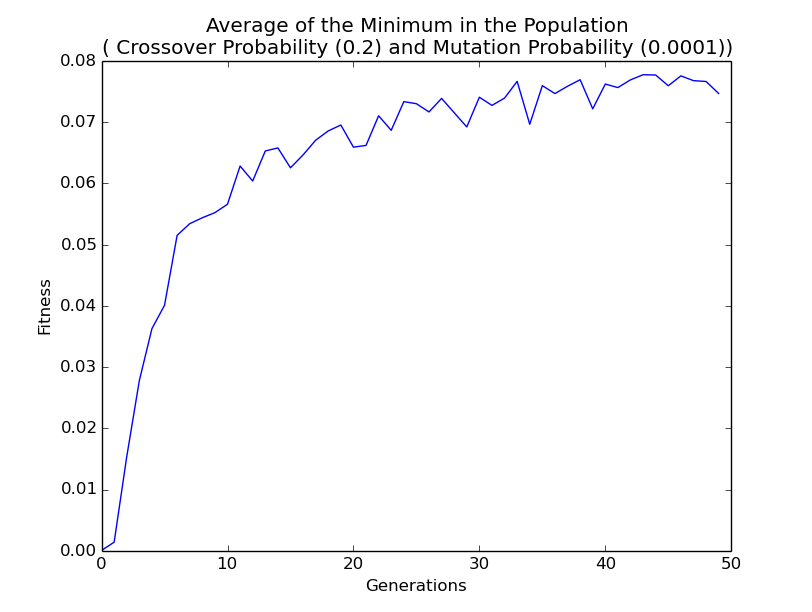 Average of the Minimum in the Population
( Crossover Probability (0.2) and Mutation Probability (0.0001))
0.08
0.07
0.06
0.05
0.04
0.03
0.02
0.01
0.00
Fitness
0 10 20 30 40 50
Generations